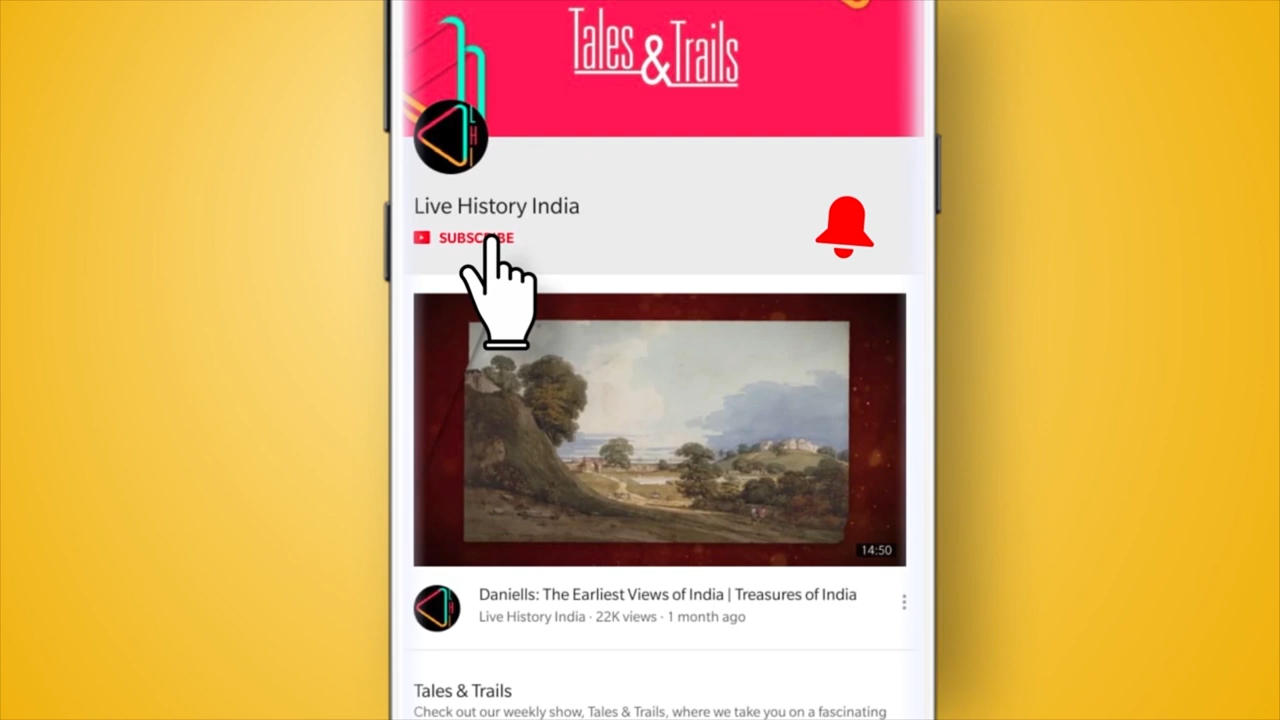 Tales
& Trails
LHI
Live History India
SUBSCRIBE
14:50
Daniells: The Earliest Views of India | Treasures of India
LHI
Live History India · 22K views · 1 month ago
Tales & Trails
Check out our weekly show, Tales & Trails, where we take you on a fascinating